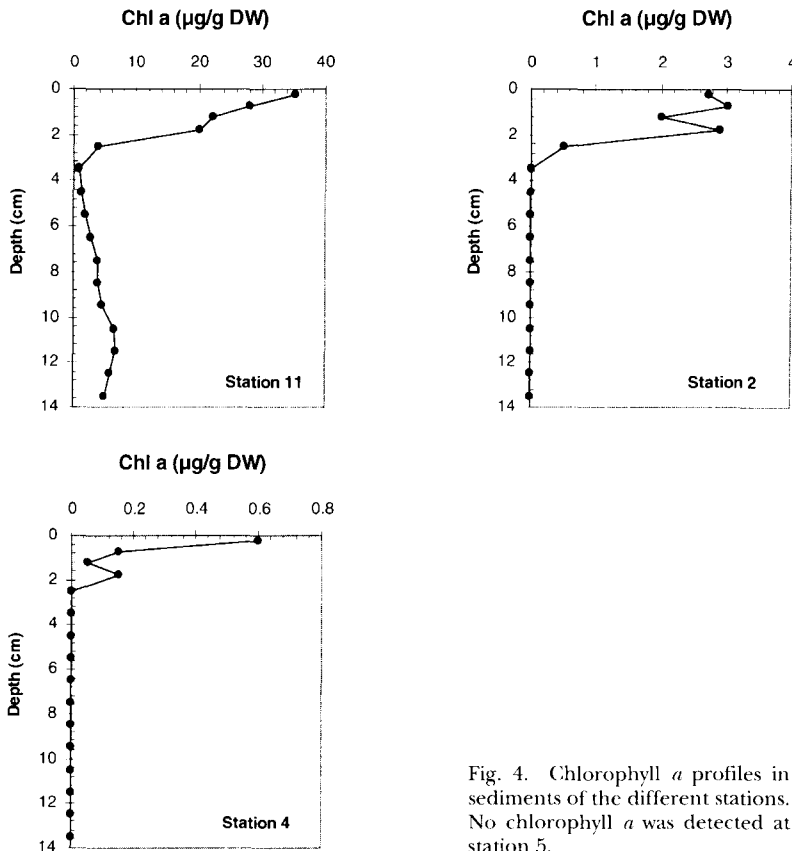 Chl a (µg/g DW)
0 10 20 30 40
0
2
4
6
8
10
12
14
Depth (cm)
Station 11
Chl a (µg/g DW)
0 1 2 3 4
0
2
4
6
8
10
12
14
Depth (cm)
Station 2
Chl a (µg/g DW)
0 0.2 0.4 0.6 0.8
0
2
4
6
8
10
12
14
Depth (cm)
Station 4
Fig. 4. Chlorophyll a profiles in
sediments of the different stations.
No chlorophyll a was detected at
station 5.